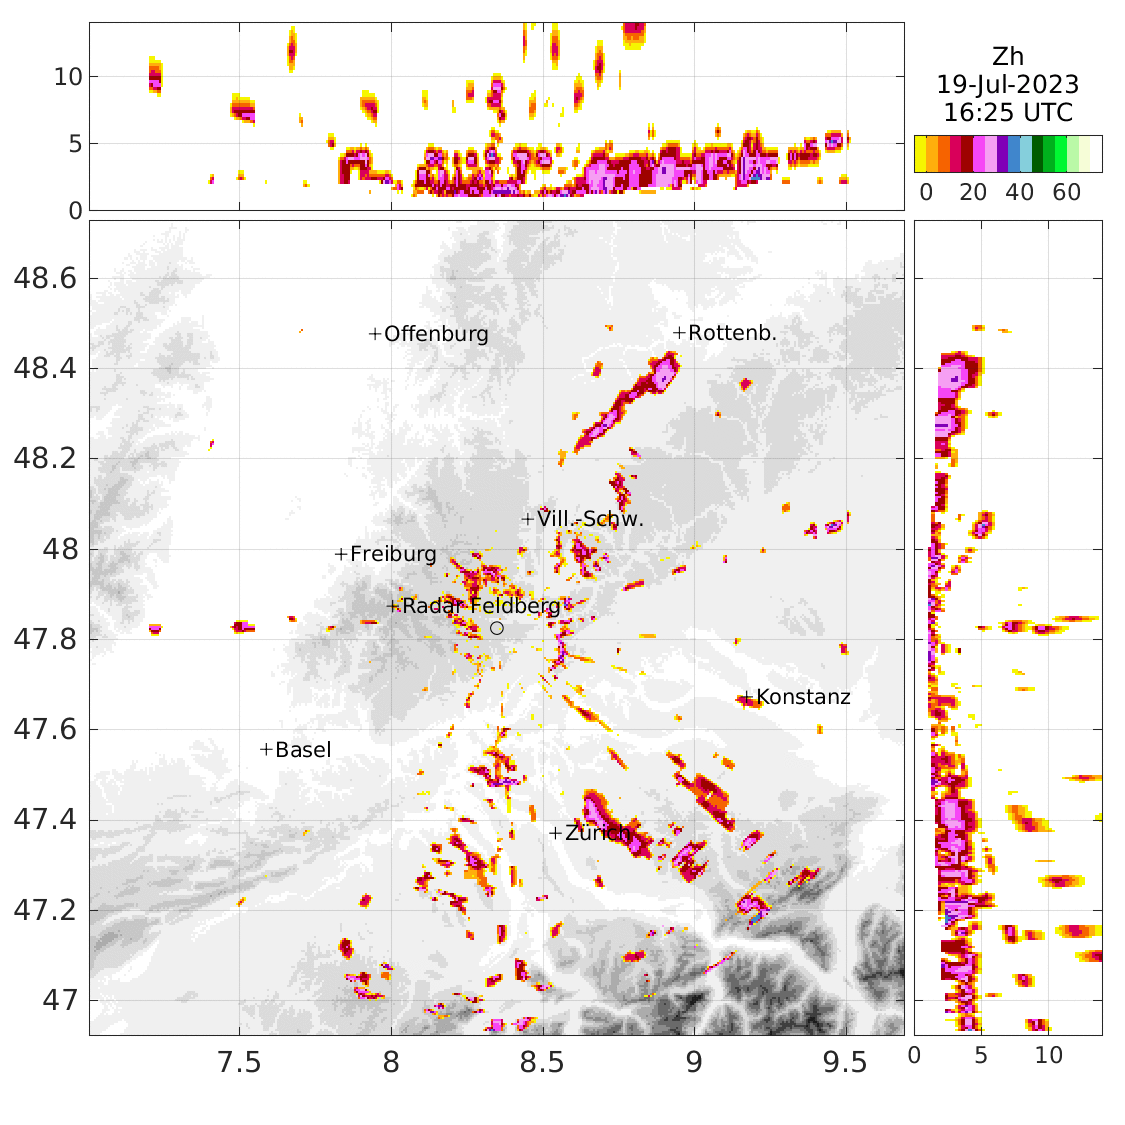 10
5
0
Zh
19-Jul-2023
16:25 UTC
0 20 40 60
48.6
48.4
48.2
48
47.8
47.6
47.4
47.2
47
+Offenburg
+Rottenb.
+Vill.-Schw.
+Freiburg
+Radar Feldberg
+Konstanz
+Basel
+Zürich
7.5 8 8.5 9 9.5
0 5 10